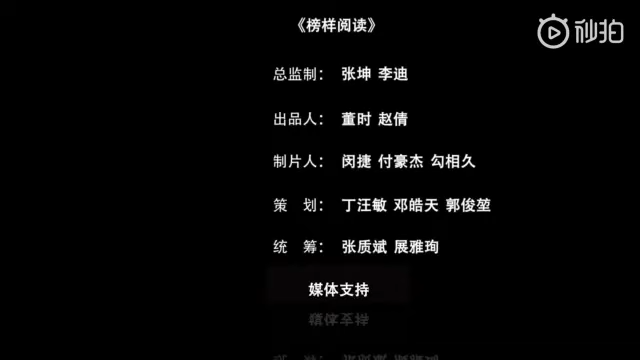 《榜样阅读》
秒拍
总监制： 张坤 李迪
出品人： 董时 赵倩
制片人： 闵捷 付豪杰 勾相久
策　划： 丁汪敏 邓皓天 郭俊堃
统　筹： 张质斌 展雅珣
媒体支持